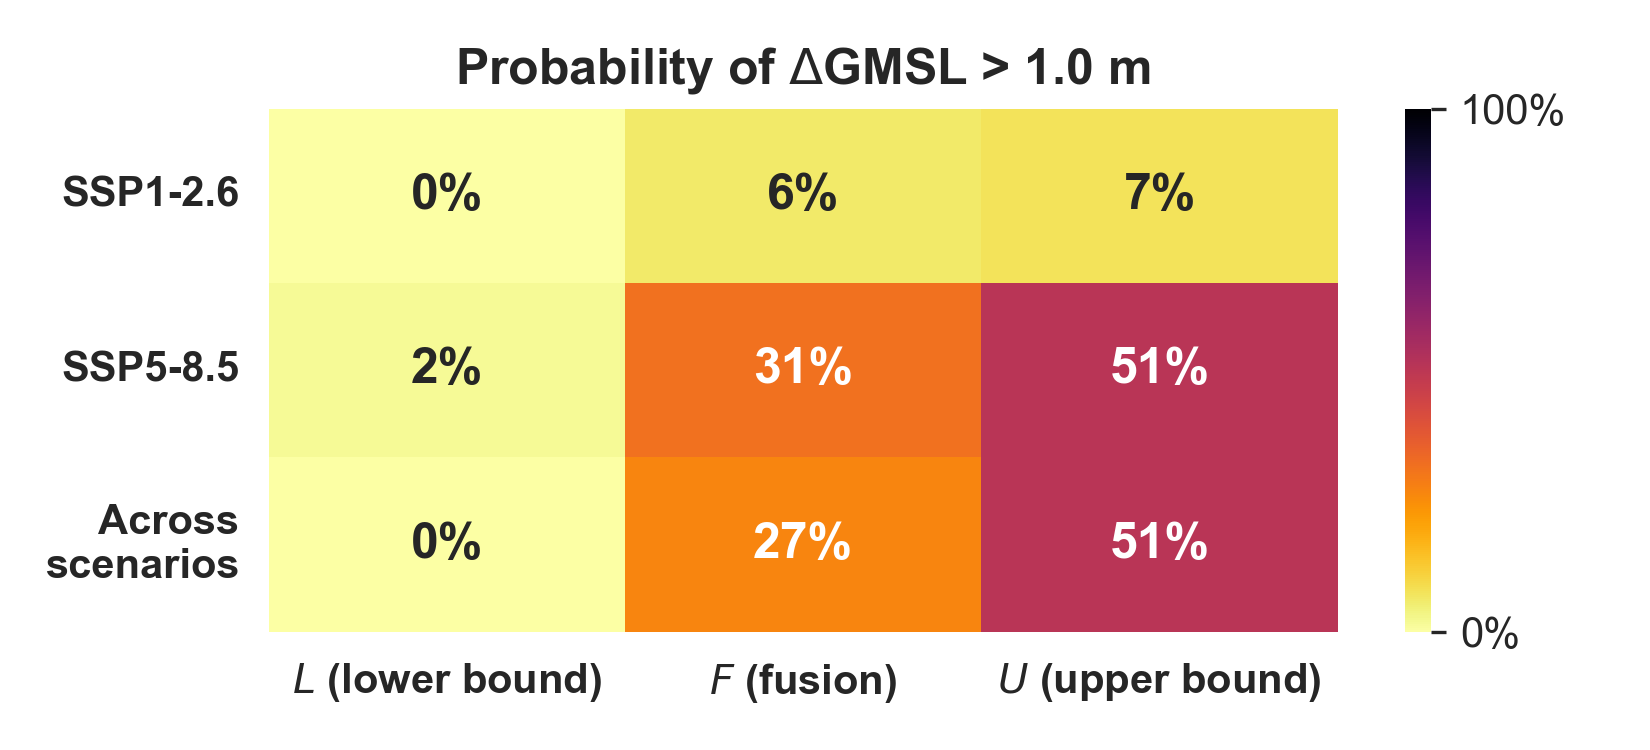 Probability of ΔGMSL > 1.0 m
100%
SSP1-2.6
0%
6%
7%
SSP5-8.5
2%
31%
51%
Across
scenarios
0%
27%
51%
0%
L (lower bound)
F (fusion)
U (upper bound)